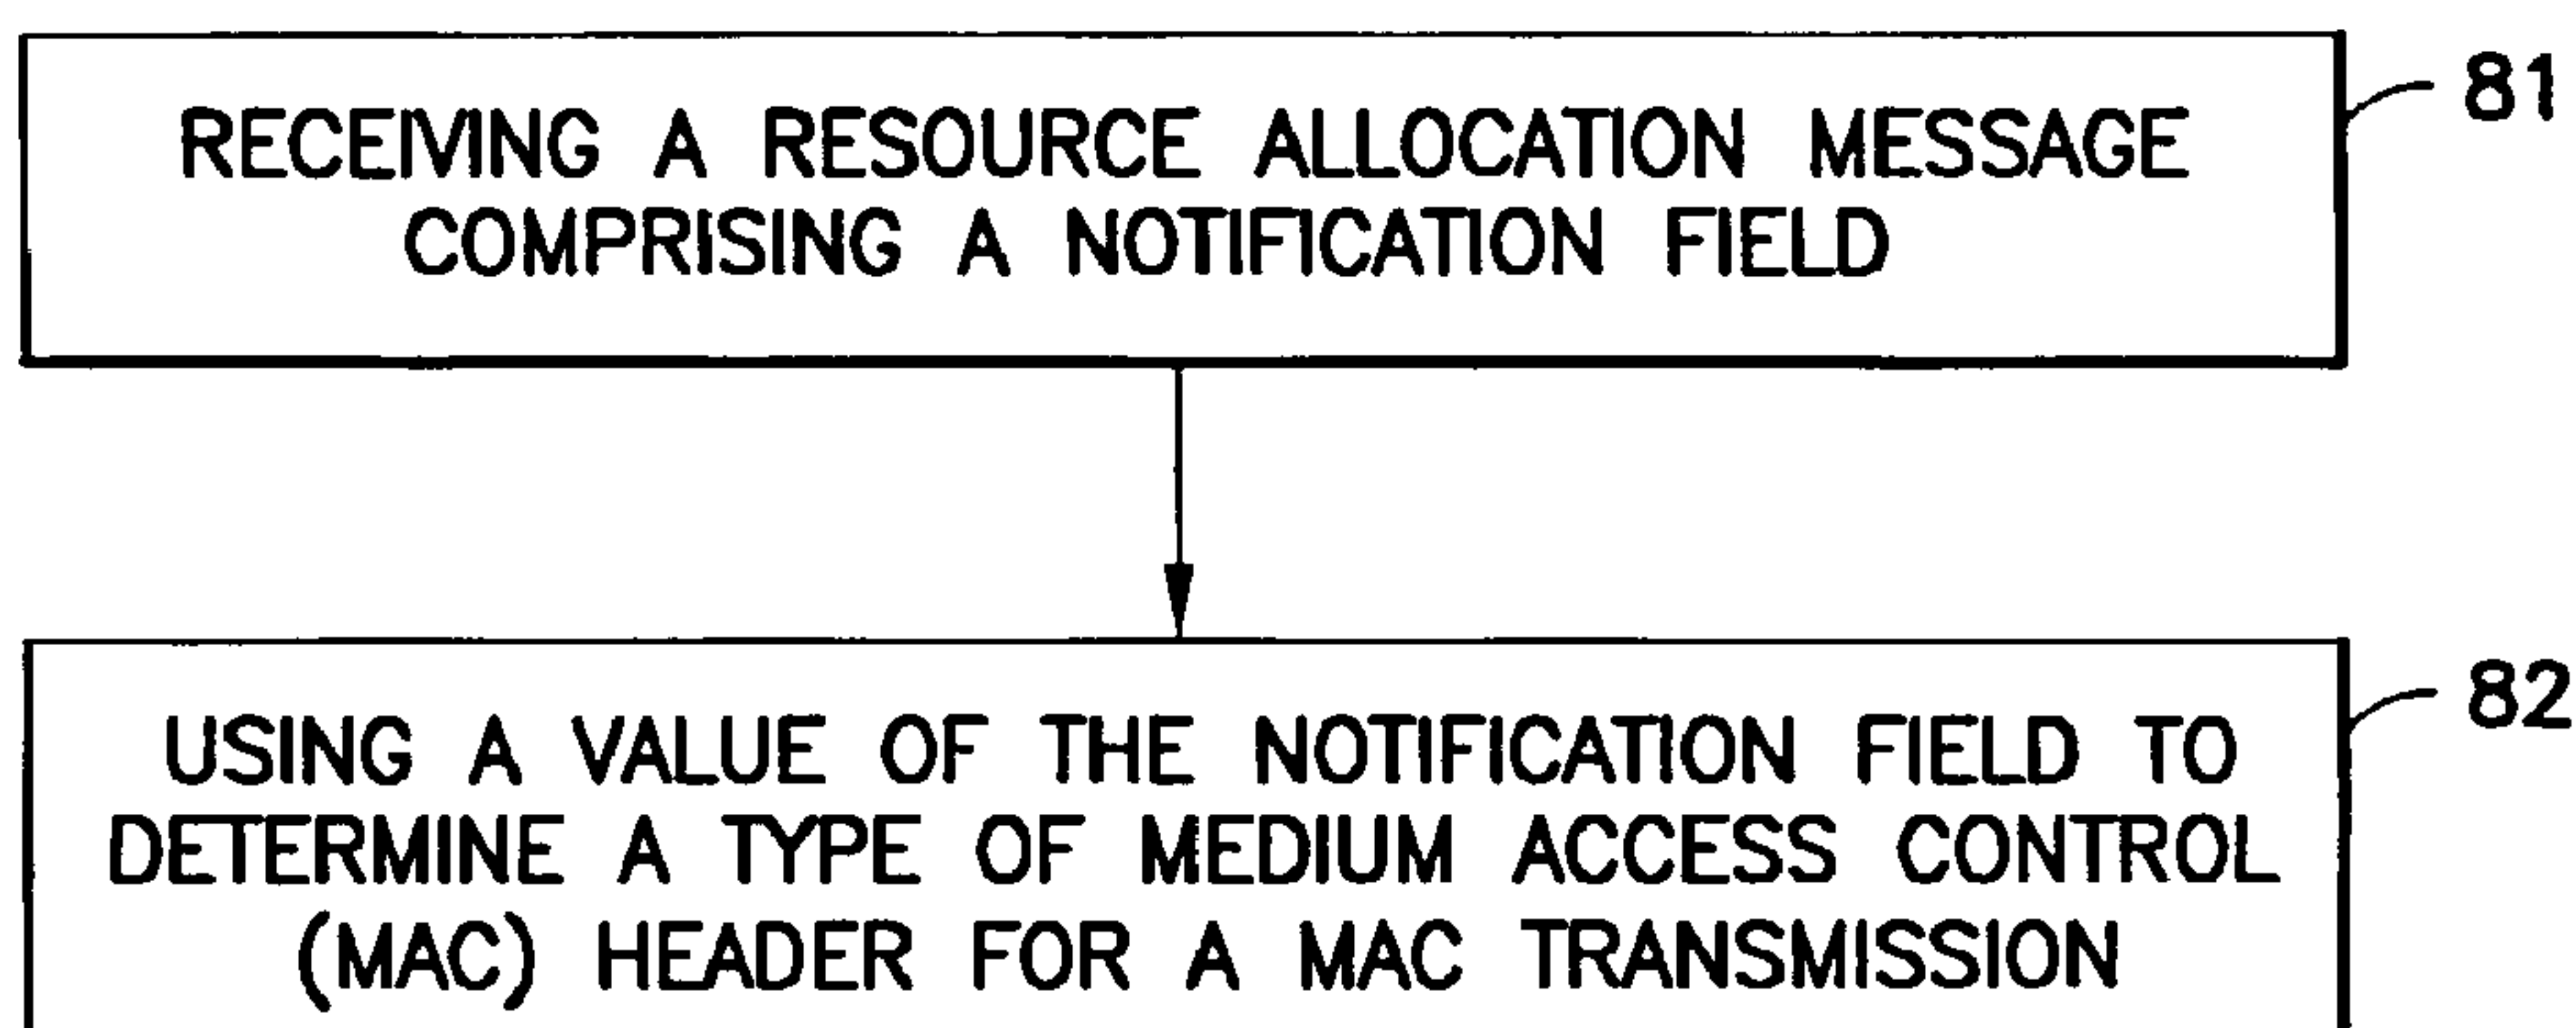 RECEIVING A RESOURCE ALLOCATION MESSAGE
COMPRISING A NOTIFICATION FIELD
81
USING A VALUE OF THE NOTIFICATION FIELD TO
DETERMINE A TYPE OF MEDIUM ACCESS CONTROL
(MAC) HEADER FOR A MAC TRANSMISSION
82